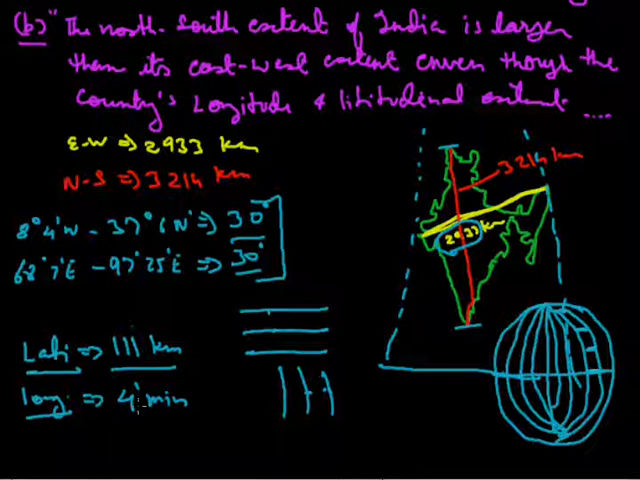 (b) "The north-South extent of India is larger
than its east-west extent even though the
Country's Longitude & latitudinal extent ....
E-W ⇒ 2933 km
N-S ⇒ 3214 km
8°4'N - 37°6'N ⇒ 30°
68°7'E - 97°25'E ⇒ 30°
Lati ⇒ 111 km
long. ⇒ 4 min
3214 km
2933 km